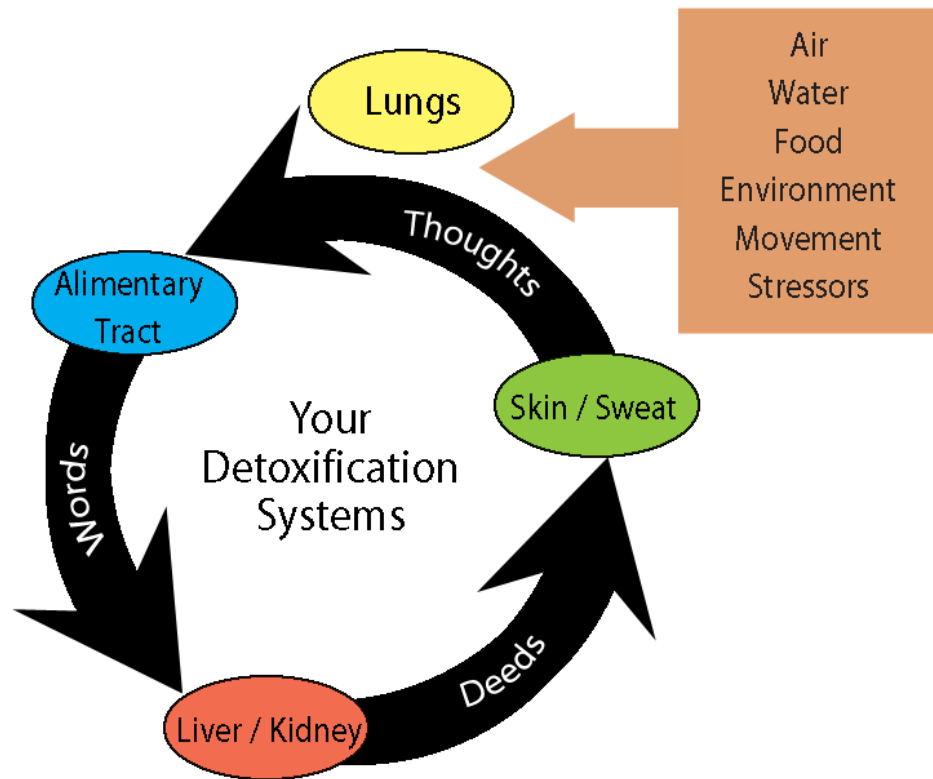 Air
Water
Food
Environment
Movement
Stressors
Lungs
Thoughts
Alimentary
Tract
Skin / Sweat
Your
Detoxification
Systems
Words
Deeds
Liver / Kidney